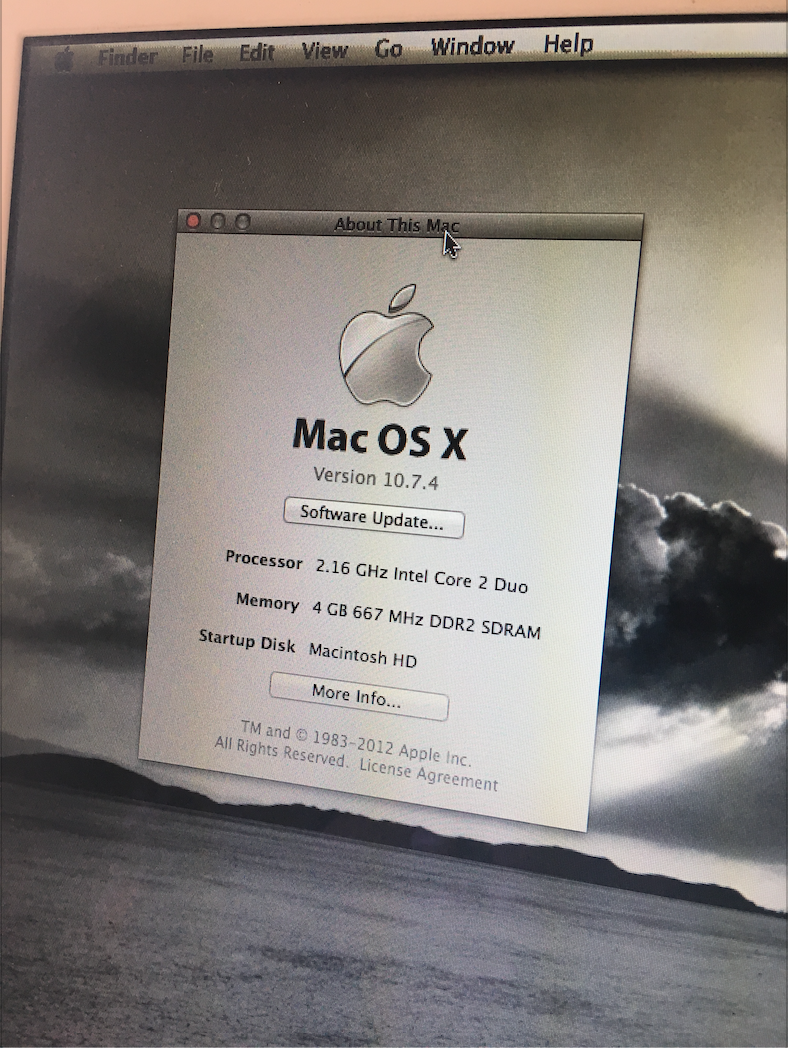 Finder File Edit View Go Window Help
About This Mac
Mac OS X
Version 10.7.4
Software Update...
Processor 2.16 GHz Intel Core 2 Duo
Memory 4 GB 667 MHz DDR2 SDRAM
Startup Disk Macintosh HD
More Info...
TM and © 1983–2012 Apple Inc.
All Rights Reserved. License Agreement